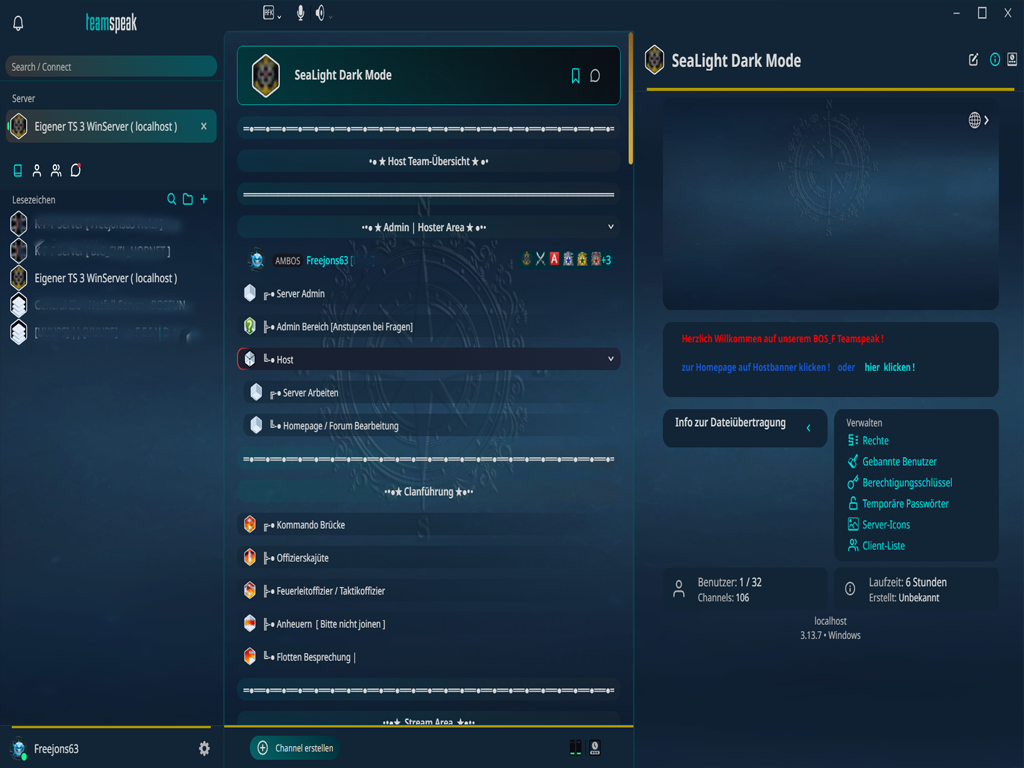 teamspeak
AFK
Search / Connect
Server
Eigener TS 3 WinServer ( localhost )
Lesezeichen
Eigener TS 3 WinServer ( localhost )
Freejons63
SeaLight Dark Mode
•● ★ Host Team-Übersicht ★ ●•
••● ★ Admin | Hoster Area ★ ●••
AMBOS Freejons63 [
A
+3
╔● Server Admin
╠● Admin Bereich [Anstupsen bei Fragen]
╚● Host
╔● Server Arbeiten
╚● Homepage / Forum Bearbeitung
••●★ Clanführung ★●••
╔● Kommando Brücke
╠● Offizierskajüte
╠● Feuerleitoffizier / Taktikoffizier
╠● Anheuern [ Bitte nicht joinen ]
╚● Flotten Besprechung |
••●★ Stream Area ★●••
Channel erstellen
SeaLight Dark Mode
Herzlich Willkommen auf unserem BOS_F Teamspeak !
zur Homepage auf Hostbanner klicken ! oder hier klicken !
Info zur Dateiübertragung
Verwalten
Rechte
Gebannte Benutzer
Berechtigungsschlüssel
Temporäre Passwörter
Server-Icons
Client-Liste
Benutzer: 1 / 32
Channels: 106
Laufzeit: 6 Stunden
Erstellt: Unbekannt
localhost
3.13.7 • Windows